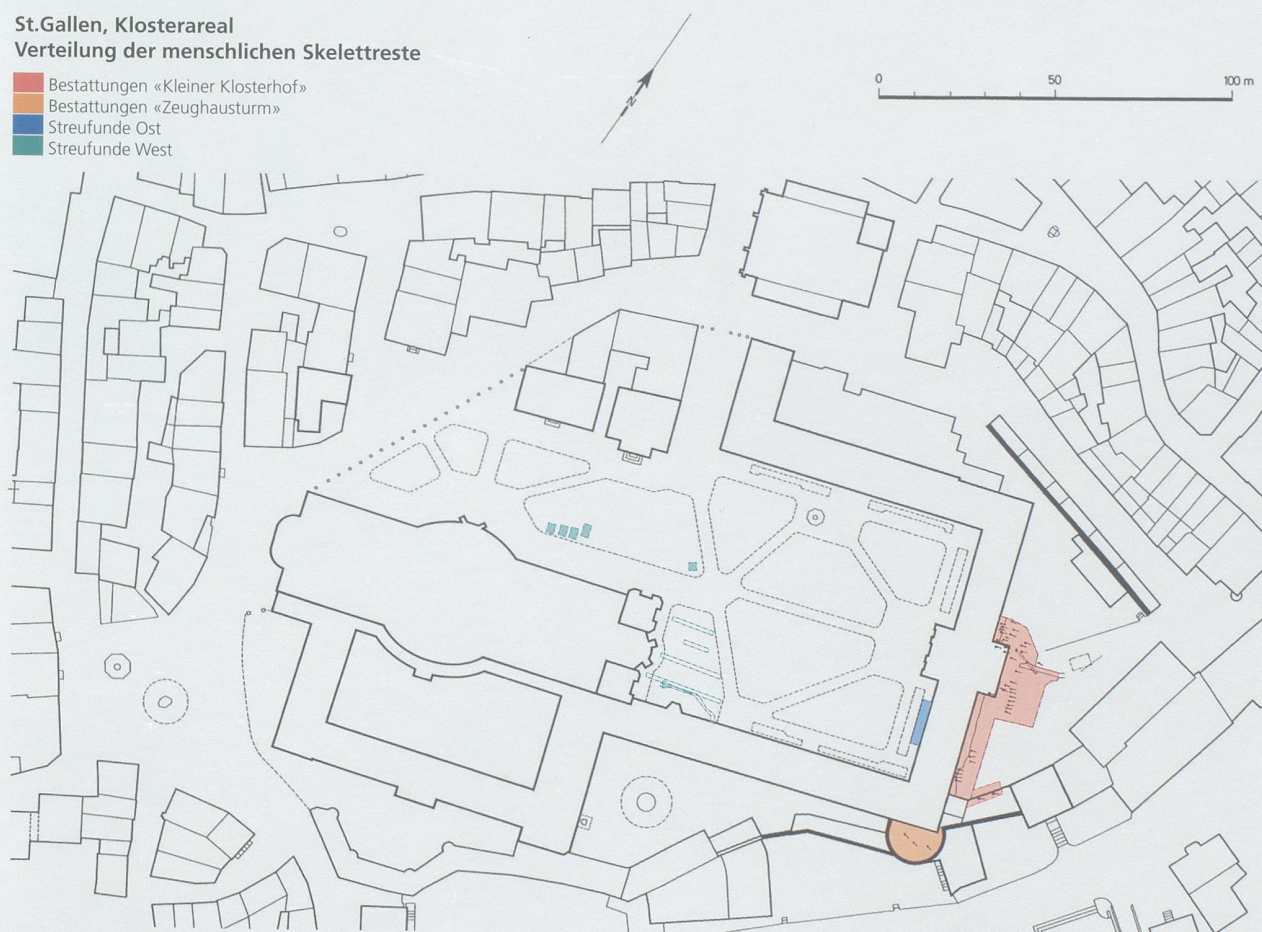 St.Gallen, Klosterareal
Verteilung der menschlichen Skelettreste
Bestattungen «Kleiner Klosterhof»
Bestattungen «Zeughausturm»
Streufunde Ost
Streufunde West
N
0 50 100 m